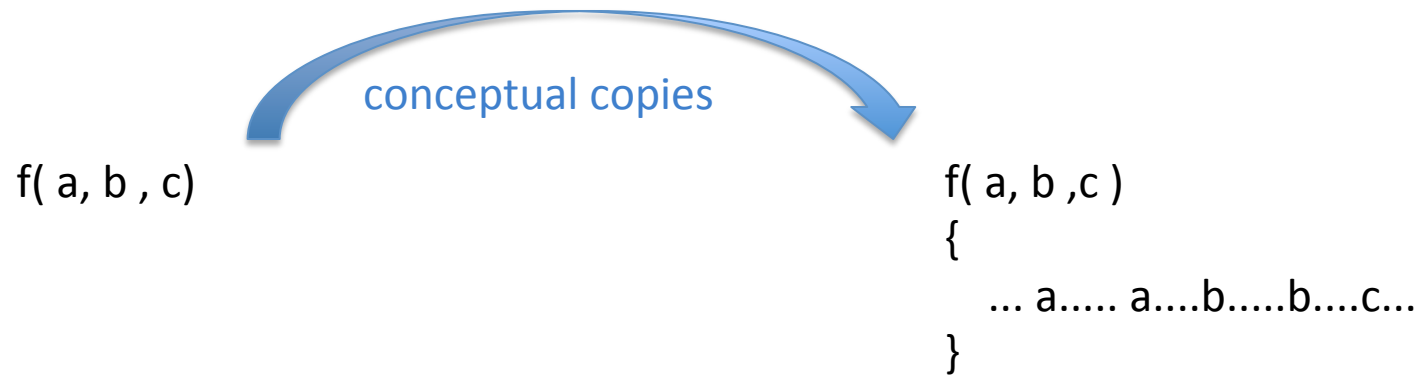 conceptual copies
f( a, b , c)
f( a, b ,c )
{
... a..... a....b.....b....c...
}